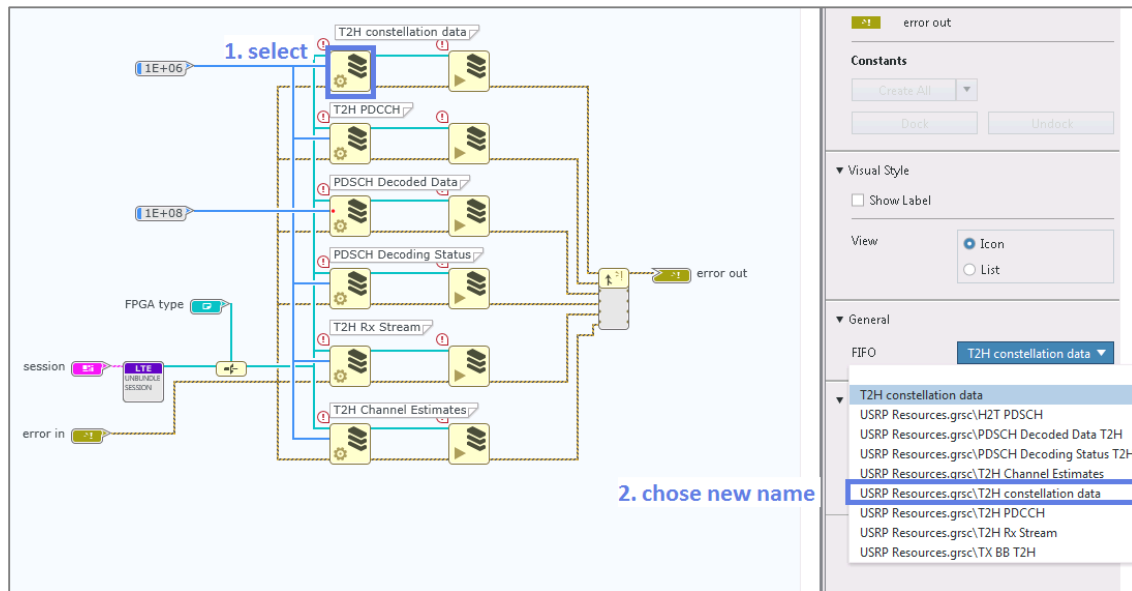 T2H constellation data
1. select
1E+06
T2H PDCCH
PDSCH Decoded Data
1E+08
PDSCH Decoding Status
FPGA type
T2H Rx Stream
session
LTE
UNBUNDLE
SESSION
error in
T2H Channel Estimates
error out
2. chose new name
error out
Constants
Create All
Dock Undock
Visual Style
Show Label
View
Icon
List
General
FIFO T2H constellation data
T2H constellation data
USRP Resources.grsc\H2T PDSCH
USRP Resources.grsc\PDSCH Decoded Data T2H
USRP Resources.grsc\PDSCH Decoding Status T2H
USRP Resources.grsc\T2H Channel Estimates
USRP Resources.grsc\T2H constellation data
USRP Resources.grsc\T2H PDCCH
USRP Resources.grsc\T2H Rx Stream
USRP Resources.grsc\TX BB T2H